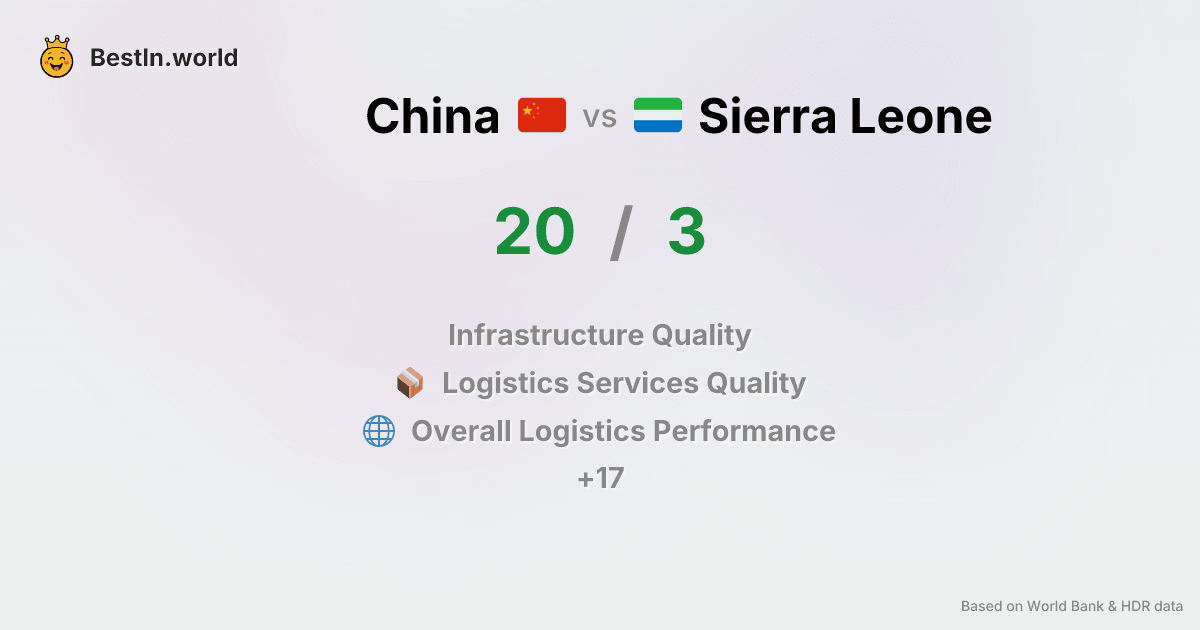 BestIn.world
China vs Sierra Leone
20 / 3
Infrastructure Quality
Logistics Services Quality
Overall Logistics Performance
+17
Based on World Bank & HDR data